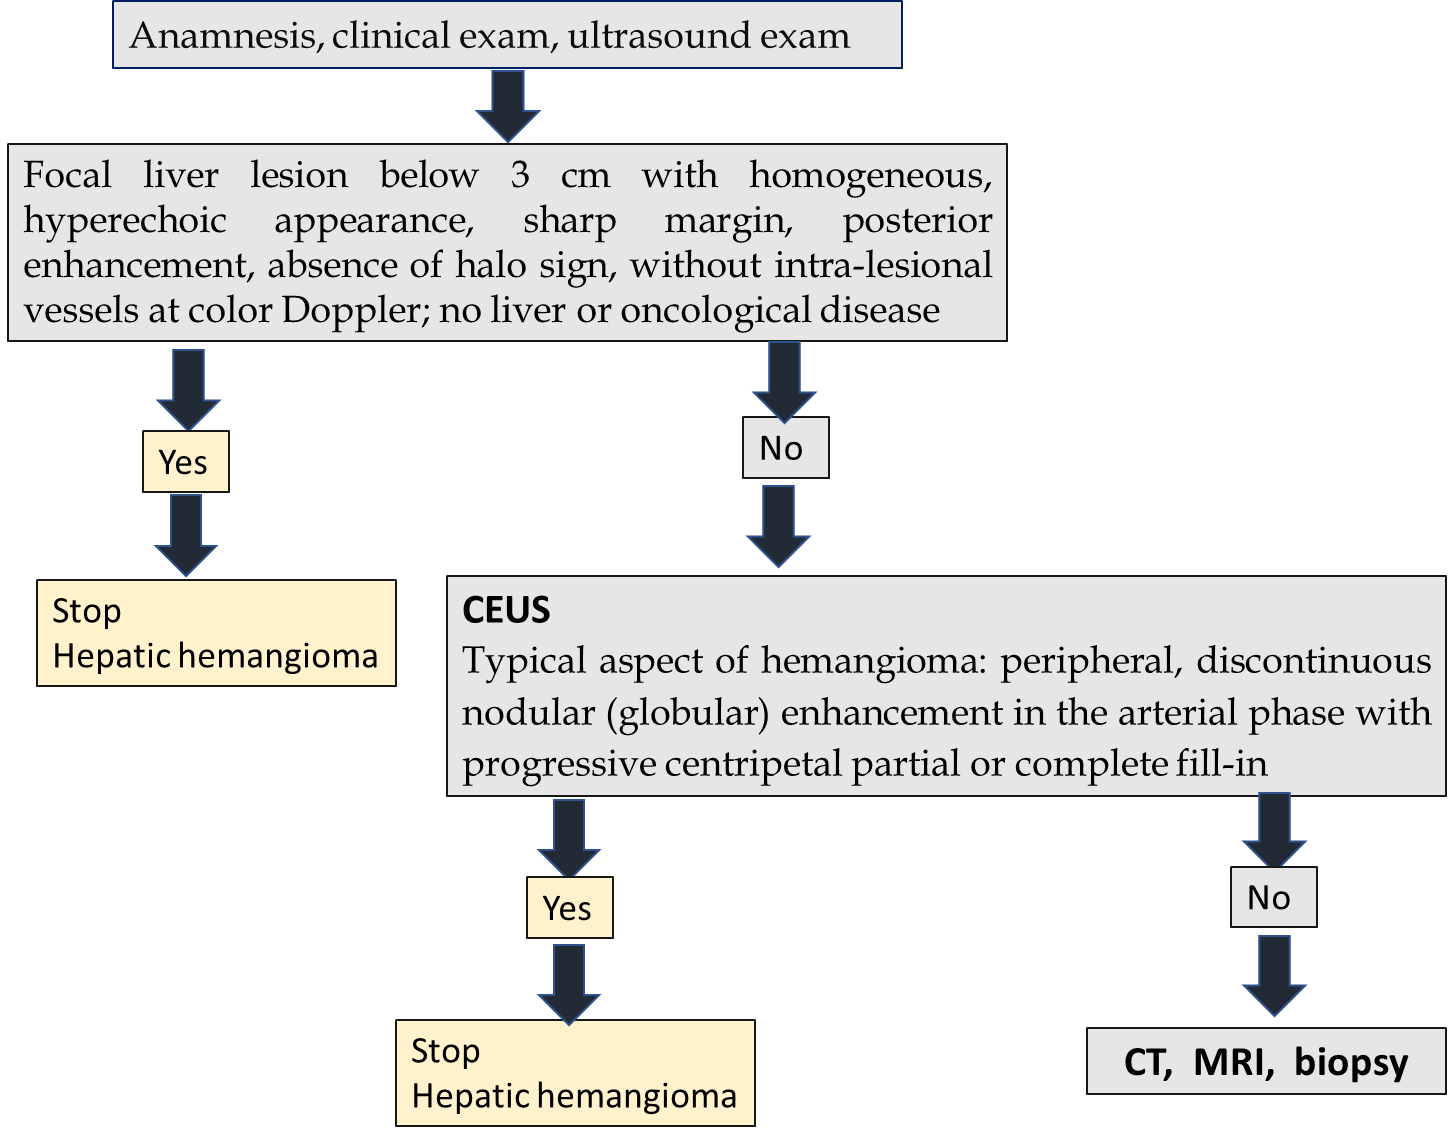 Anamnesis, clinical exam, ultrasound exam
Focal liver lesion below 3 cm with homogeneous,
hyperechoic appearance, sharp margin, posterior
enhancement, absence of halo sign, without intra-lesional
vessels at color Doppler; no liver or oncological disease
Yes
No
Stop
Hepatic hemangioma
CEUS
Typical aspect of hemangioma: peripheral, discontinuous
nodular (globular) enhancement in the arterial phase with
progressive centripetal partial or complete fill-in
Yes
No
Stop
Hepatic hemangioma
CT, MRI, biopsy